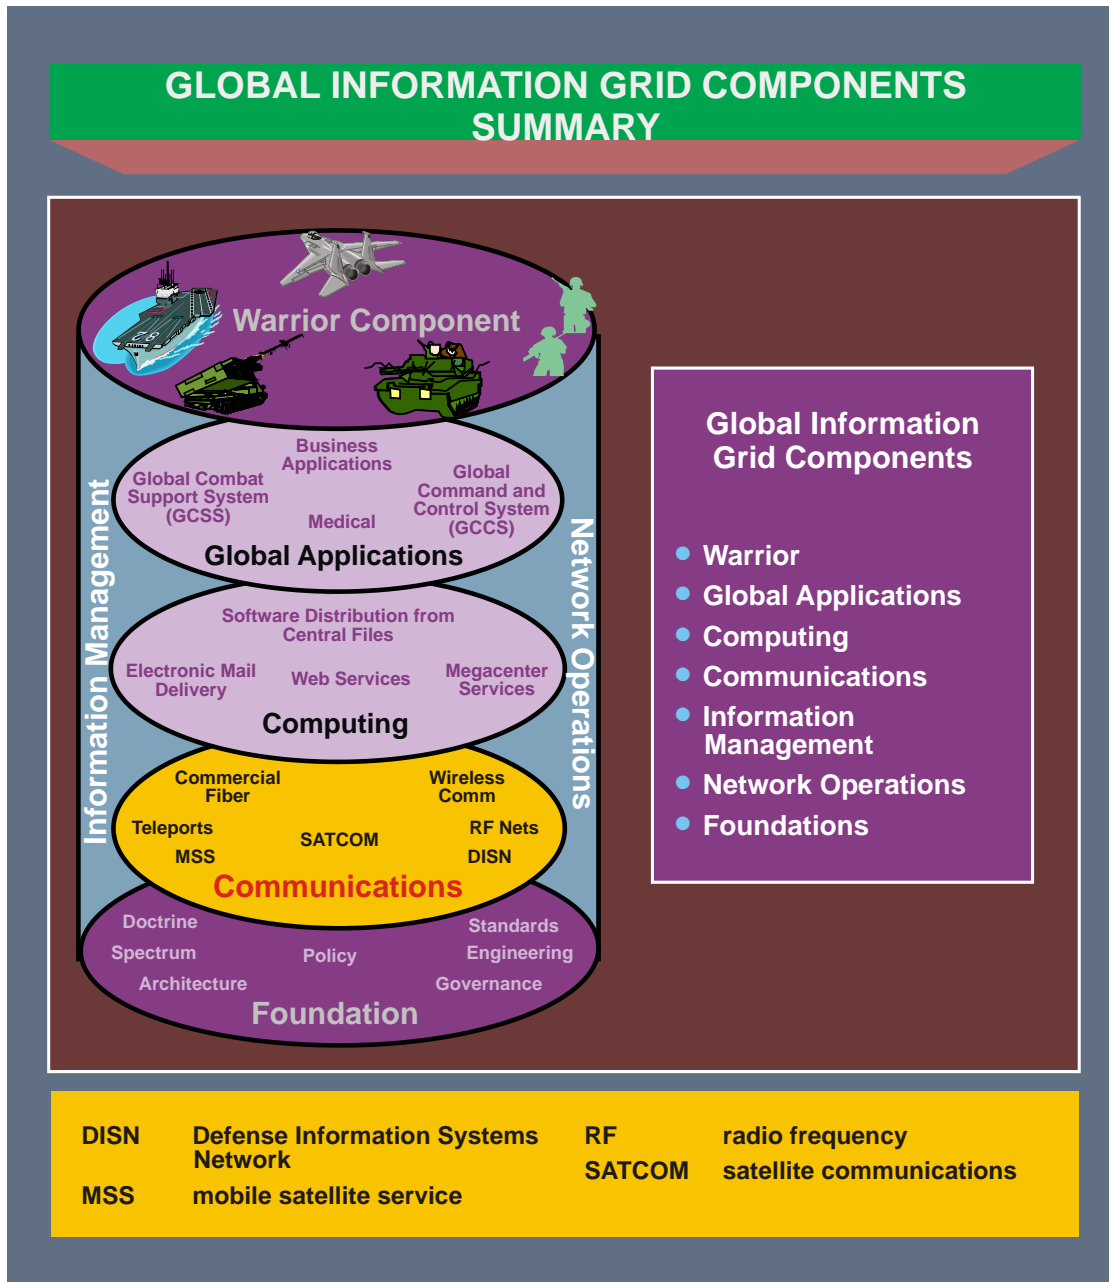 GLOBAL INFORMATION GRID COMPONENTS
SUMMARY
Warrior Component
Business
Applications
Global Combat
Support System
(GCSS)
Medical
Global
Command and
Control System
(GCCS)
Global Applications
Software Distribution from
Central Files
Electronic Mail
Delivery
Web Services
Megacenter
Services
Computing
Commercial
Fiber
Wireless
Comm
Teleports
SATCOM
RF Nets
MSS
DISN
Communications
Doctrine
Standards
Spectrum
Policy
Engineering
Architecture
Governance
Foundation
Information Management
Network Operations
Global Information
Grid Components
Warrior
Global Applications
Computing
Communications
Information
Management
Network Operations
Foundations
DISN Defense Information Systems
Network
MSS mobile satellite service
RF radio frequency
SATCOM satellite communications